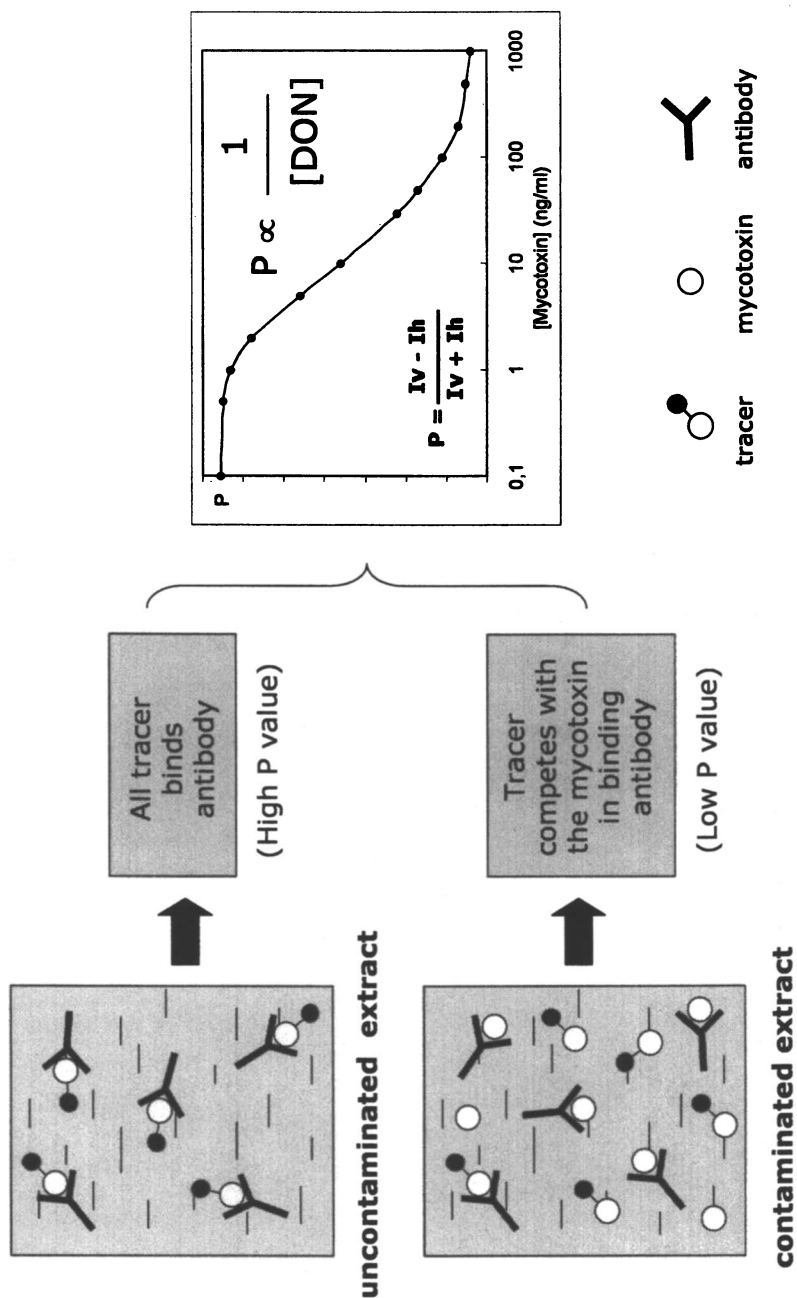 uncontaminated extract
All tracer
binds
antibody
(High P value)
contaminated extract
Tracer
competes with
the mycotoxin
in binding
antibody
(Low P value)
P
P ∝ 1
[DON]
P = Iv - Ih
Iv + Ih
0,1 1 10 100 1000
[Mycotoxin] (ng/ml)
tracer mycotoxin antibody